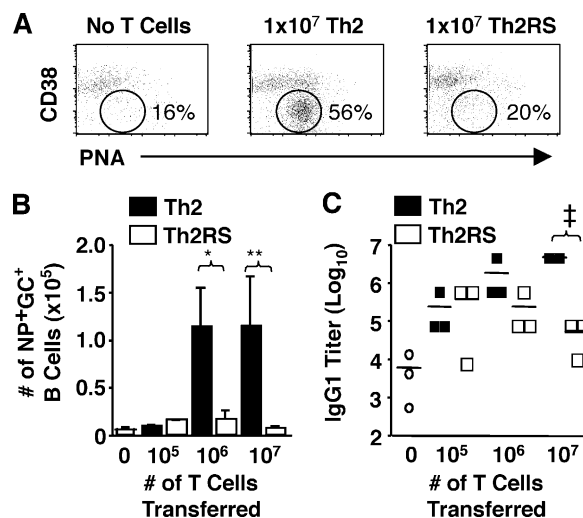 A
No T Cells 1x10⁷ Th2 1x10⁷ Th2RS
CD38
16% 56% 20%
PNA
B
Th2
Th2RS
# of NP⁺GC⁺
B Cells (x10⁵)
2.0
1.5
1.0
0.5
0
* **
0 10⁵ 10⁶ 10⁷
# of T Cells
Transferred
C
Th2
Th2RS
‡
IgG1 Titer (Log₁₀)
7
6
5
4
3
2
0 10⁵ 10⁶ 10⁷
# of T Cells
Transferred